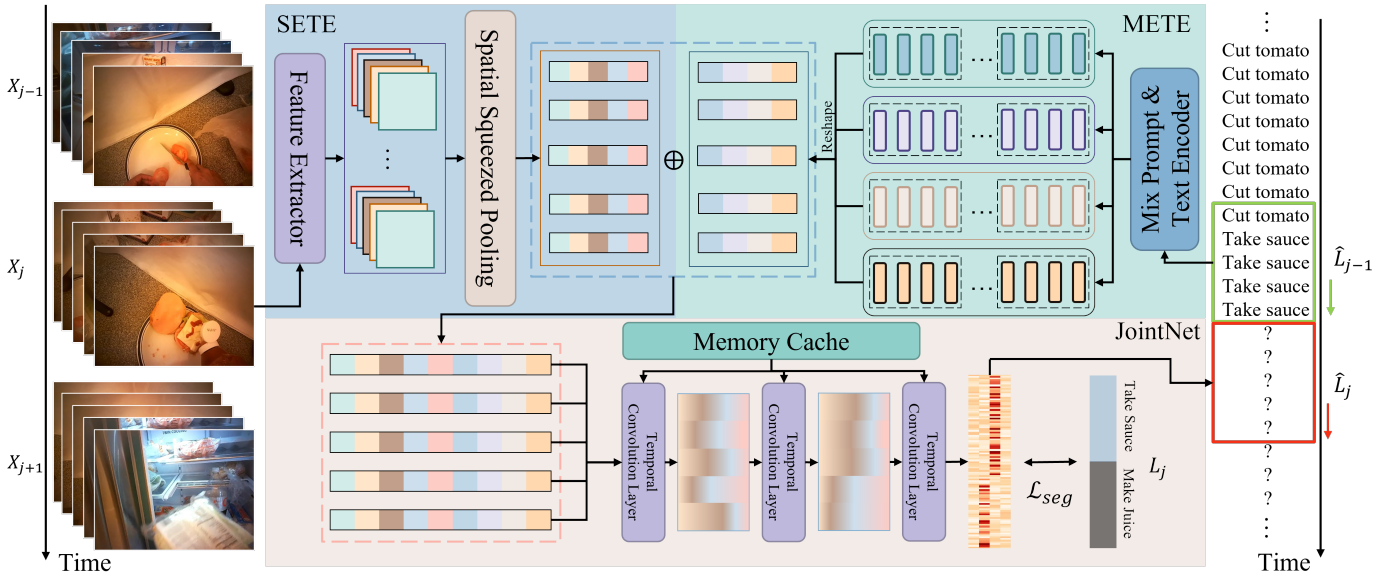 SETE
METE
X_{j-1}
X_j
X_{j+1}
Time
Feature Extractor
...
Spatial Squeezed Pooling
⊕
Reshape
...
...
...
...
Mix Prompt &
Text Encoder
⋮
Cut tomato
Cut tomato
Cut tomato
Cut tomato
Cut tomato
Cut tomato
Cut tomato
Cut tomato
Take sauce
Take sauce
Take sauce
Take sauce
?
?
?
?
?
?
?
?
⋮
L̂_{j-1}
L̂_j
Time
JointNet
Memory Cache
Temporal
Convolution Layer
Temporal
Convolution Layer
Temporal
Convolution Layer
ℒ_{seg}
Take Sauce
Make Juice
L_j